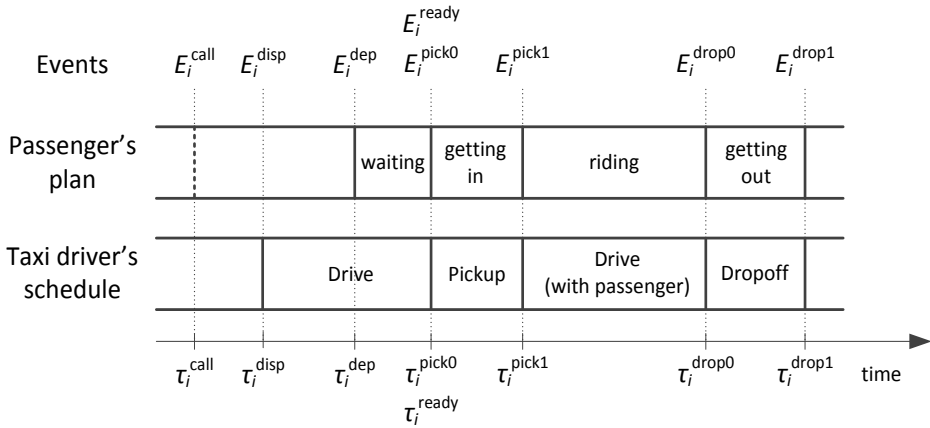 E_i^ready
Events E_i^call E_i^disp E_i^dep E_i^pick0 E_i^pick1 E_i^drop0 E_i^drop1
Passenger's
plan
waiting
getting
in
riding
getting
out
Taxi driver's
schedule
Drive
Pickup
Drive
(with passenger)
Dropoff
τ_i^call τ_i^disp τ_i^dep τ_i^pick0 τ_i^pick1 τ_i^drop0 τ_i^drop1 time
τ_i^ready